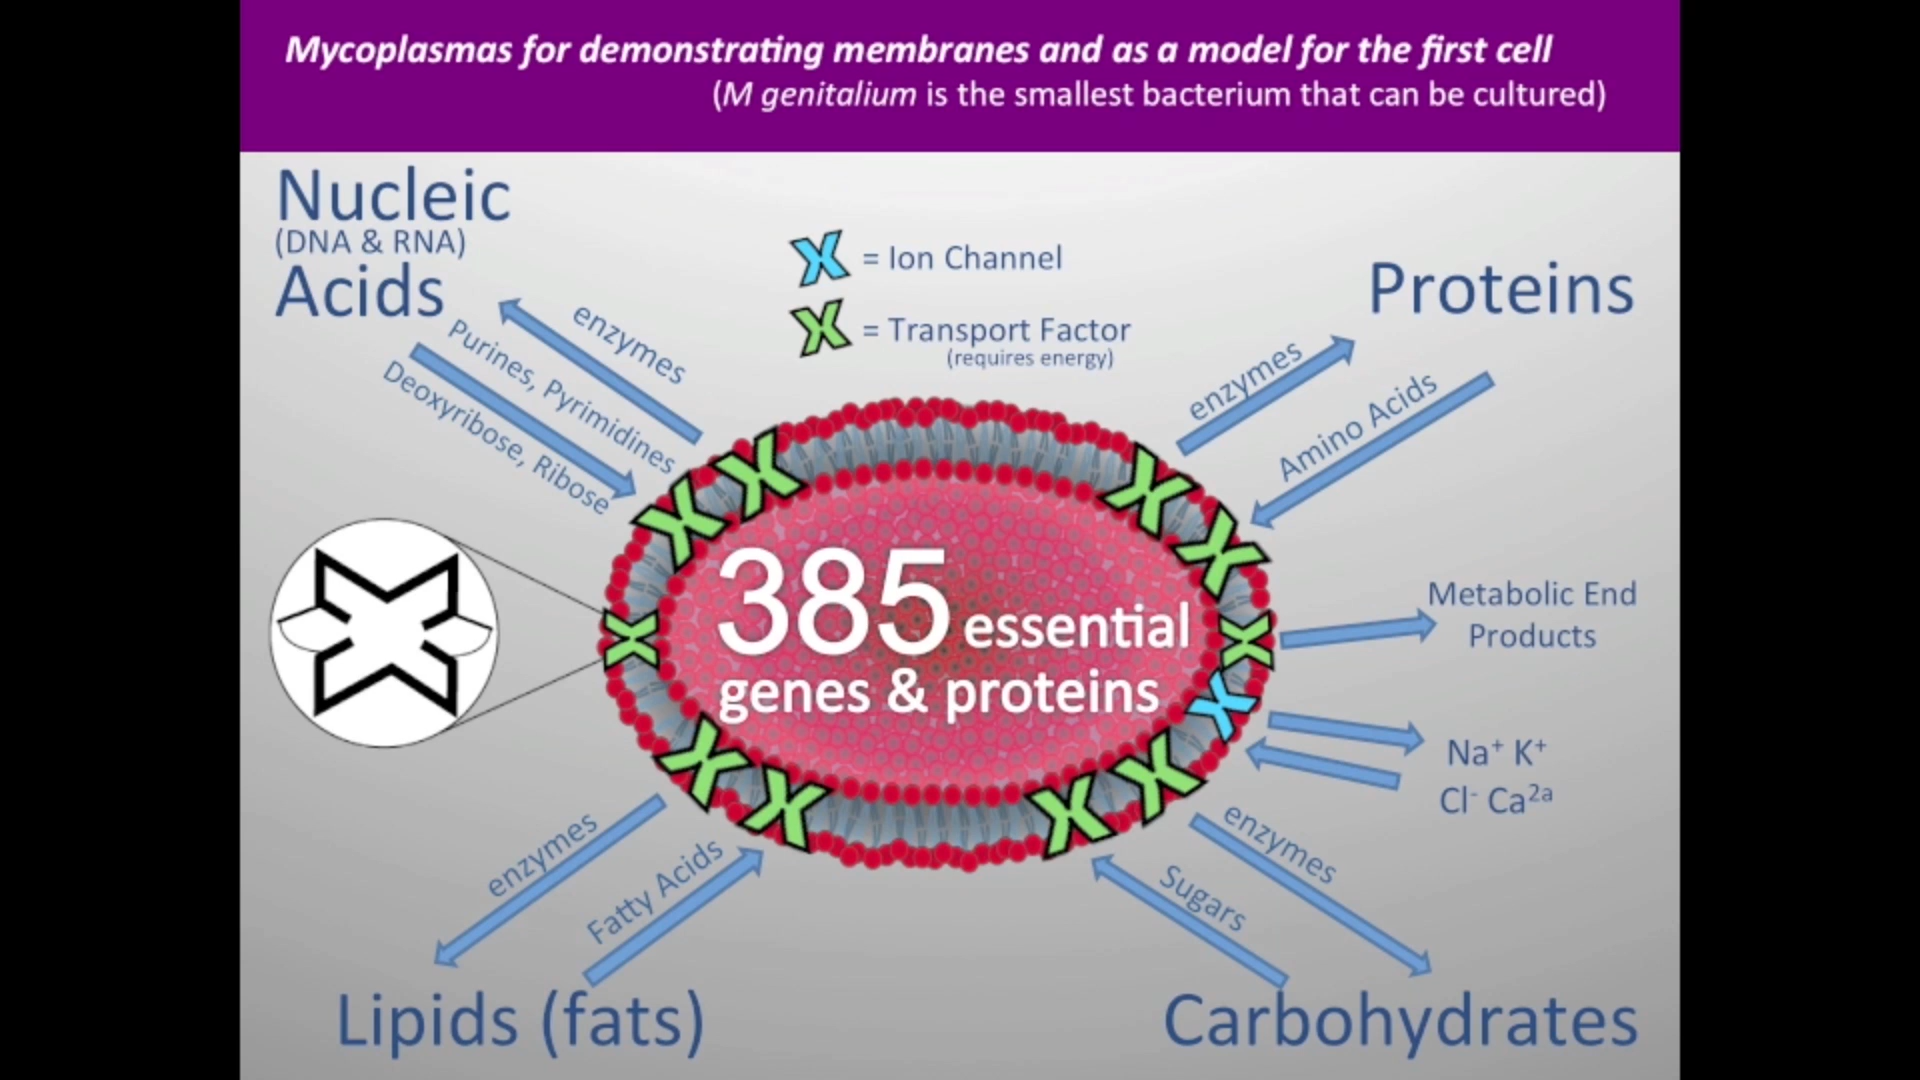 Mycoplasmas for demonstrating membranes and as a model for the first cell
(M genitalium is the smallest bacterium that can be cultured)
Nucleic
(DNA & RNA)
Acids
enzymes
Purines, Pyrimidines
Deoxyribose, Ribose
X = Ion Channel
X = Transport Factor
(requires energy)
Proteins
enzymes
Amino Acids
385 essential
genes & proteins
Metabolic End
Products
Na⁺ K⁺
Cl⁻ Ca²ᵃ
enzymes
Fatty Acids
Lipids (fats)
enzymes
Sugars
Carbohydrates